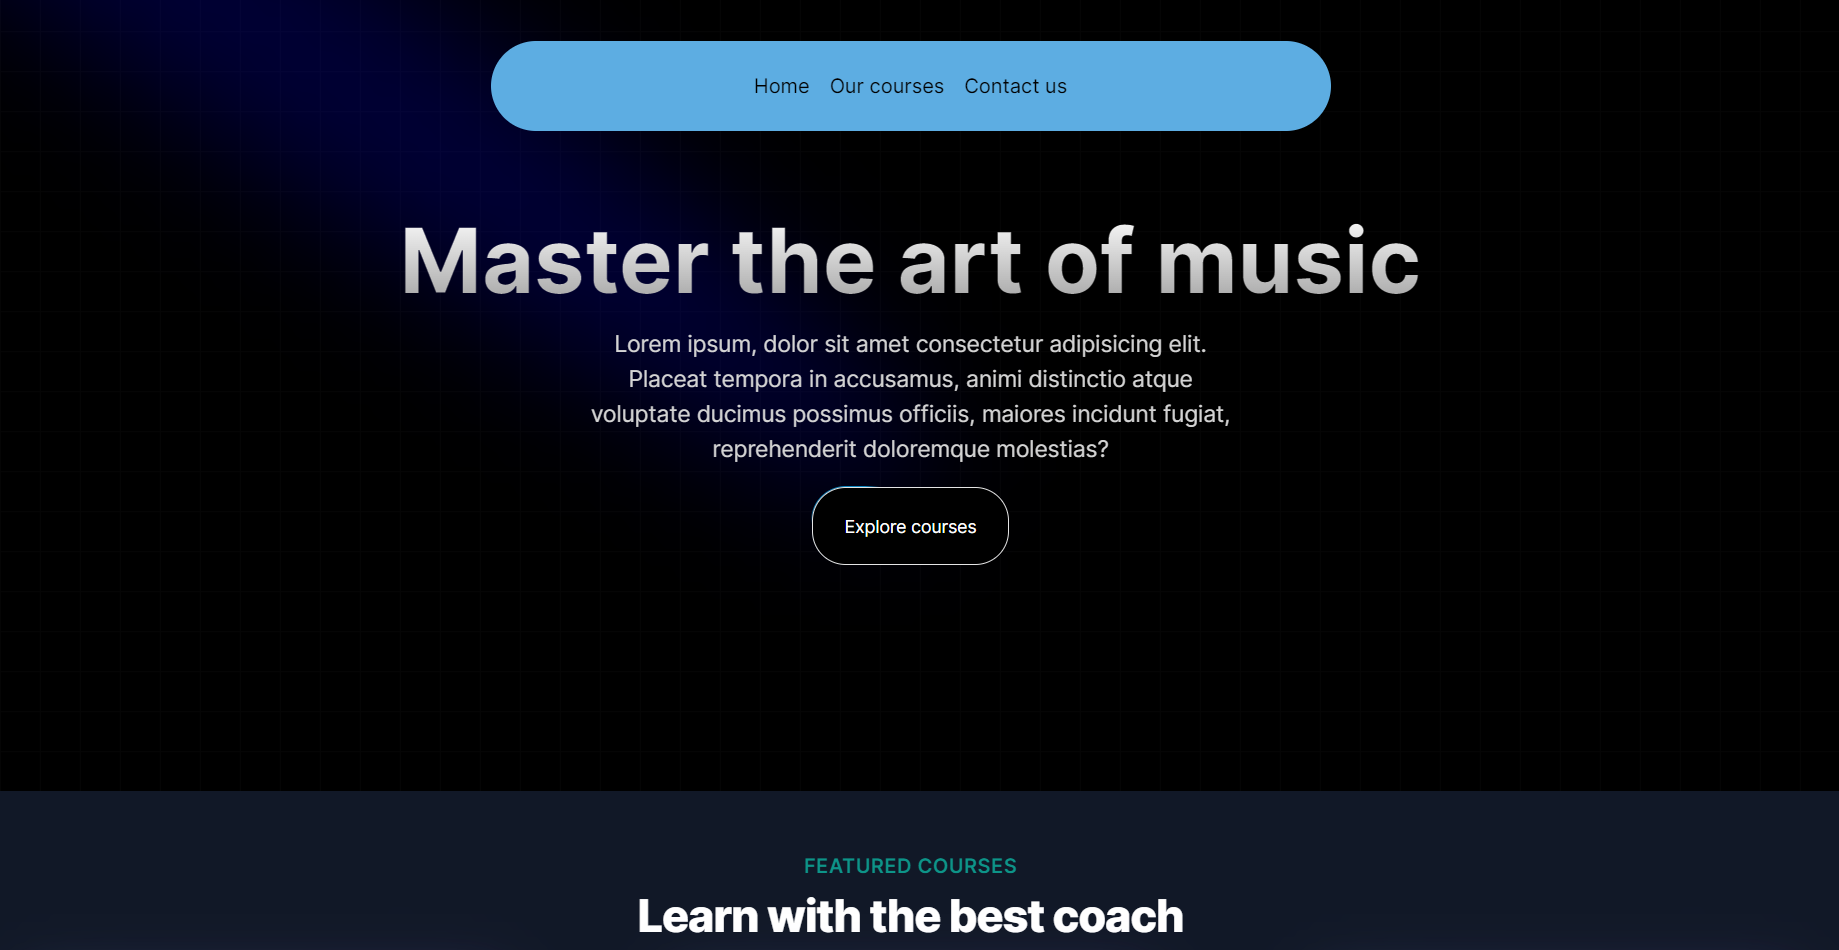 Home Our courses Contact us
Master the art of music
Lorem ipsum, dolor sit amet consectetur adipisicing elit.
Placeat tempora in accusamus, animi distinctio atque
voluptate ducimus possimus officiis, maiores incidunt fugiat,
reprehenderit doloremque molestias?
Explore courses
FEATURED COURSES
Learn with the best coach